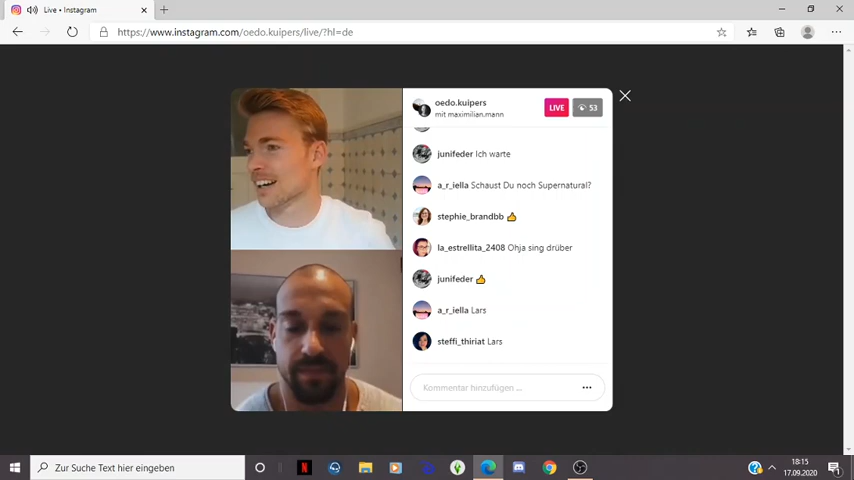 Live • Instagram
https://www.instagram.com/oedo.kuipers/live/?hl=de
oedo.kuipers
mit maximilian.mann
LIVE
53
junifeder Ich warte
a_r_iella Schaust Du noch Supernatural?
stephie_brandbb 👍
la_estrellita_2408 Ohja sing drüber
junifeder 👍
a_r_iella Lars
steffi_thiriat Lars
Kommentar hinzufügen ...
Zur Suche Text hier eingeben
18:15
17.09.2020